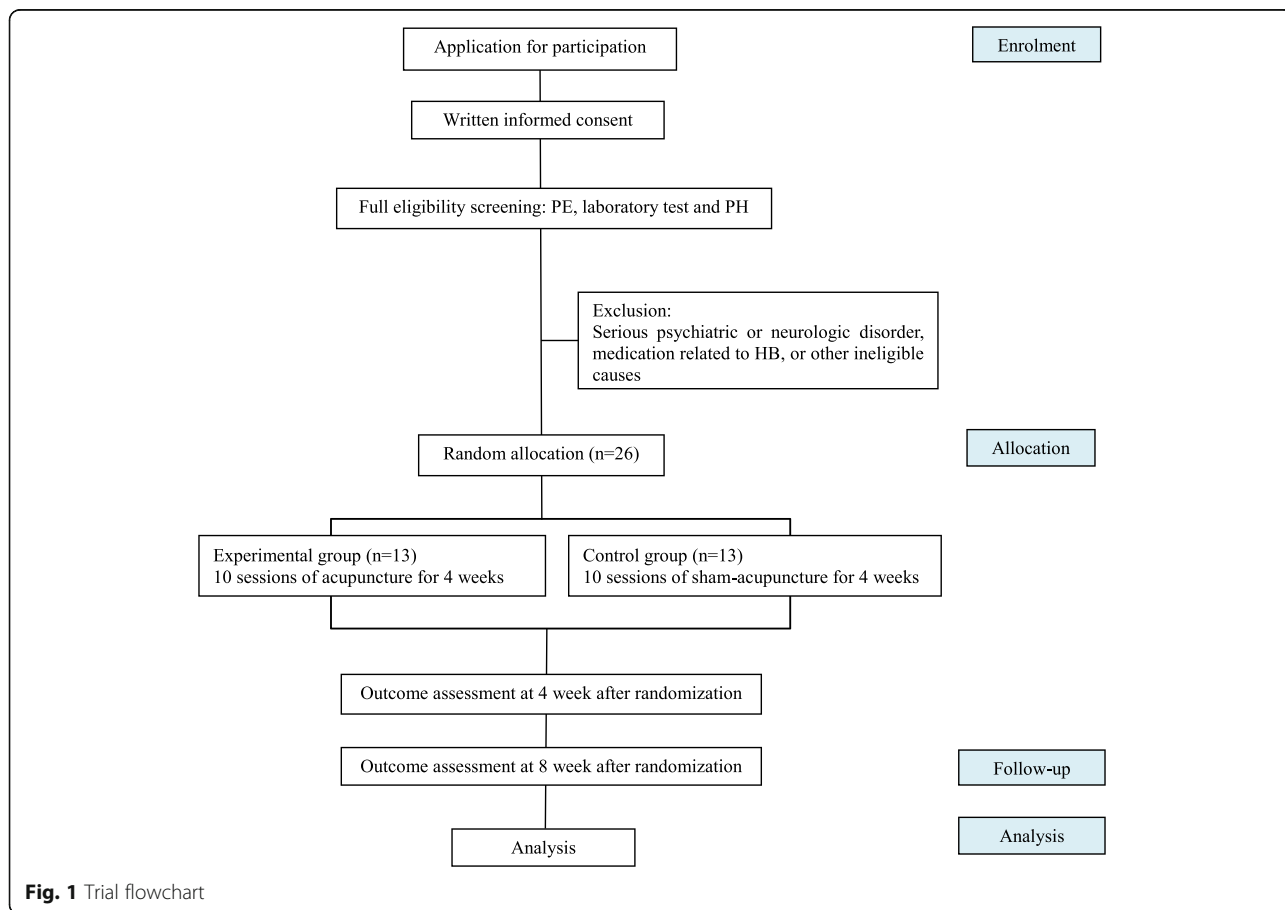 Application for participation
Enrolment
Written informed consent
Full eligibility screening: PE, laboratory test and PH
Exclusion:
Serious psychiatric or neurologic disorder,
medication related to HB, or other ineligible
causes
Random allocation (n=26)
Allocation
Experimental group (n=13)
10 sessions of acupuncture for 4 weeks
Control group (n=13)
10 sessions of sham-acupuncture for 4 weeks
Outcome assessment at 4 week after randomization
Outcome assessment at 8 week after randomization
Follow-up
Analysis
Analysis
Fig. 1 Trial flowchart